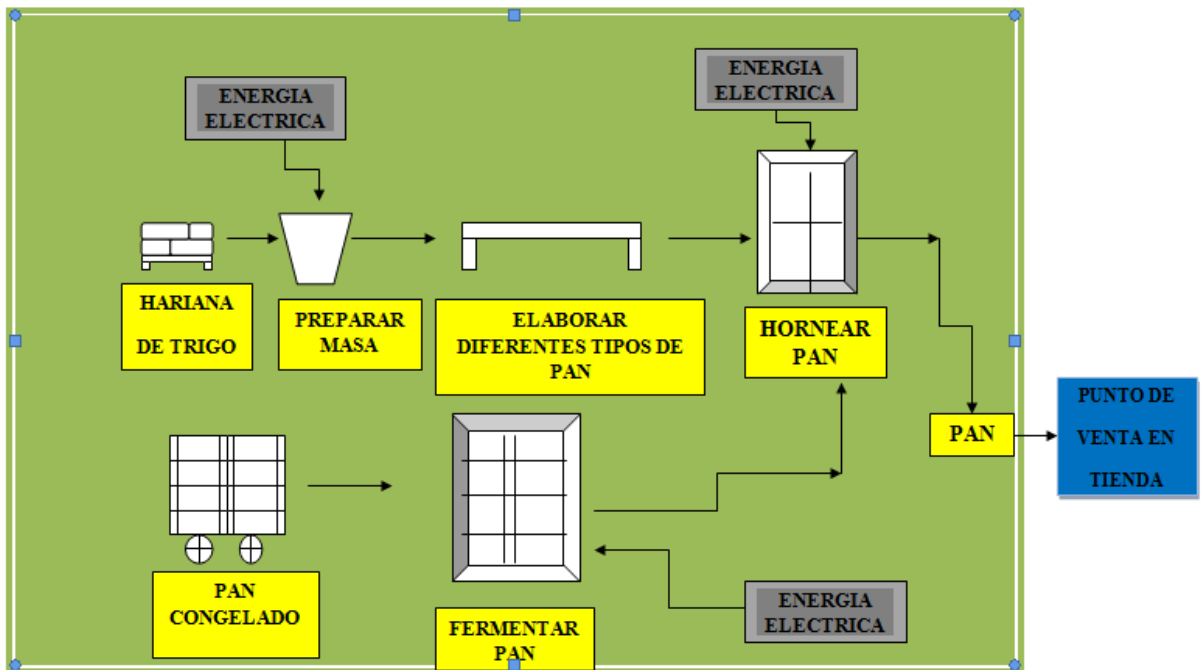 ENERGIA
ELECTRICA
ENERGIA
ELECTRICA
HARIANA
DE TRIGO
PREPARAR
MASA
ELABORAR
DIFERENTES TIPOS DE
PAN
HORNEAR
PAN
PAN
PUNTO DE
VENTA EN
TIENDA
PAN
CONGELADO
FERMENTAR
PAN
ENERGIA
ELECTRICA